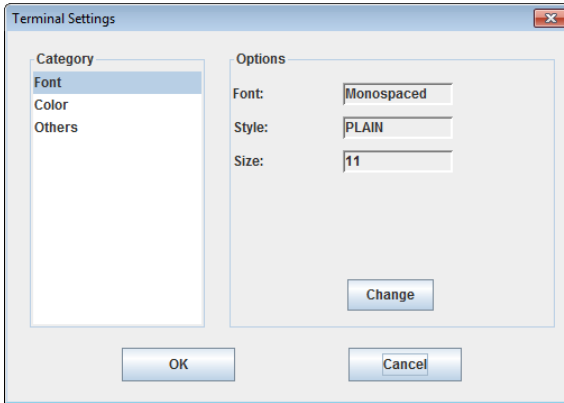 Terminal Settings
Category
Font
Color
Others
Options
Font: Monospaced
Style: PLAIN
Size: 11
Change
OK
Cancel